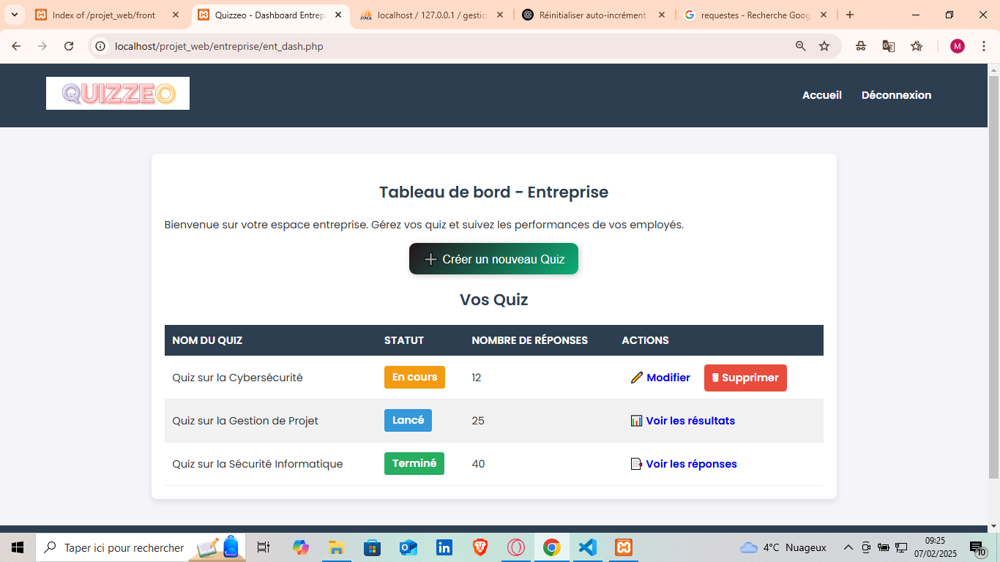 Index of /projet_web/front
Quizzeo - Dashboard Entrep
localhost / 127.0.0.1 / gestio
Réinitialiser auto-incrément
requestes - Recherche Goog
localhost/projet_web/entreprise/ent_dash.php
M
QUIZZEO
Accueil
Déconnexion
Tableau de bord - Entreprise
Bienvenue sur votre espace entreprise. Gérez vos quiz et suivez les performances de vos employés.
Créer un nouveau Quiz
Vos Quiz
NOM DU QUIZ STATUT NOMBRE DE RÉPONSES ACTIONS
Quiz sur la Cybersécurité En cours 12 Modifier Supprimer
Quiz sur la Gestion de Projet Lancé 25 Voir les résultats
Quiz sur la Sécurité Informatique Terminé 40 Voir les réponses
Taper ici pour rechercher
4°C Nuageux
09:25
07/02/2025
10